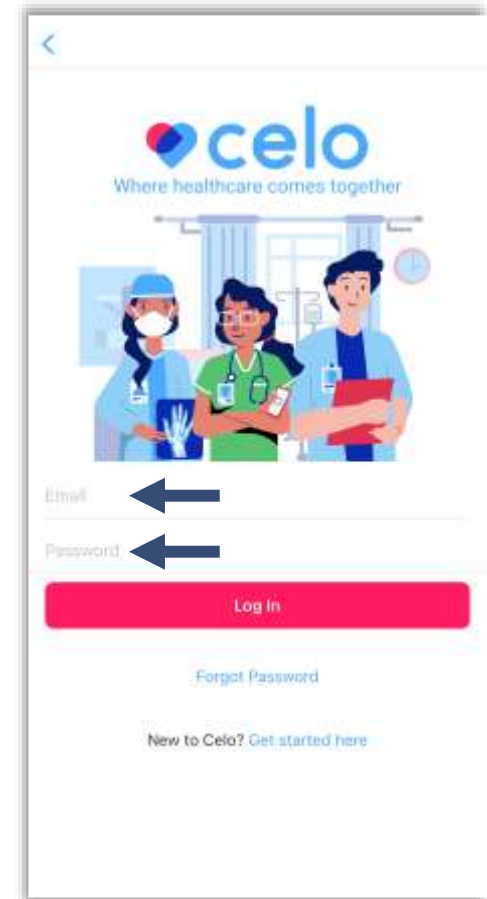 celo
Where healthcare comes together
Email
Password
Log In
Forgot Password
New to Celo? Get started here